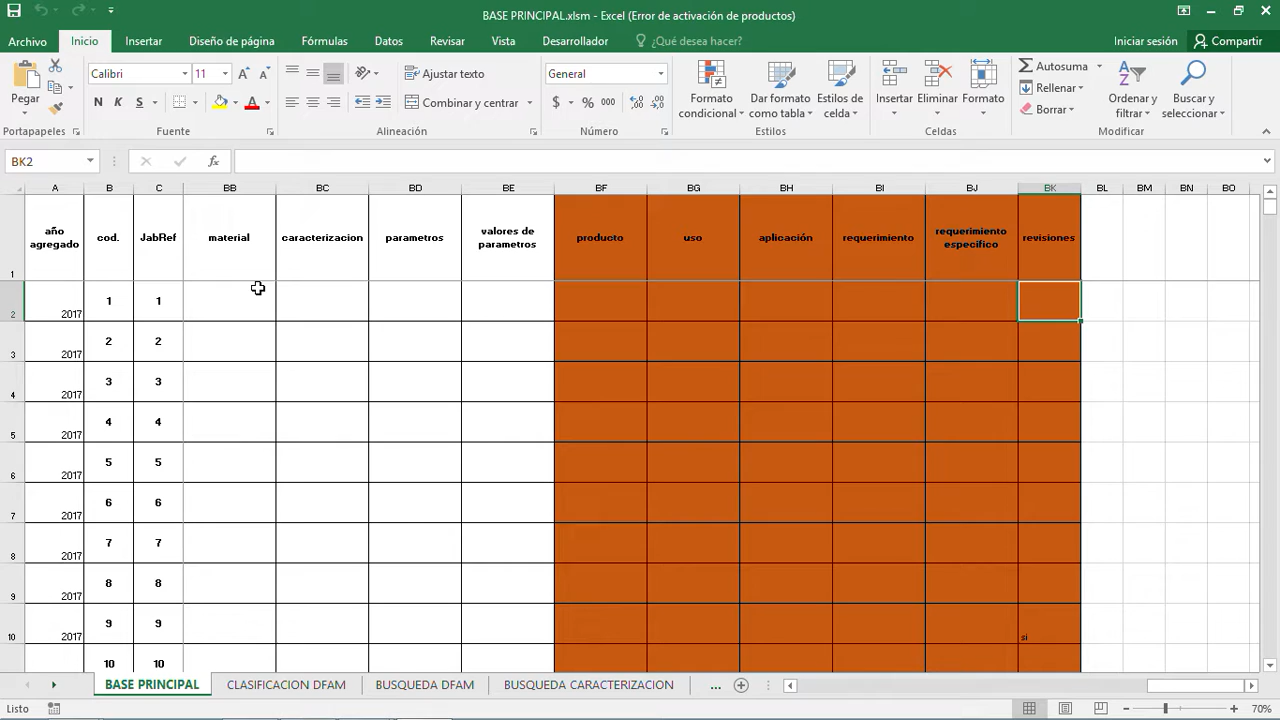 BASE PRINCIPAL.xlsm - Excel (Error de activación de productos)
Archivo Inicio Insertar Diseño de página Fórmulas Datos Revisar Vista Desarrollador ¿Qué desea hacer? Iniciar sesión Compartir
Calibri 11 Ajustar texto General Autosuma
Pegar Formato condicional Dar formato como tabla Estilos de celda Insertar Eliminar Formato Rellenar Ordenar y filtrar Buscar y seleccionar
N K S Combinar y centrar $ % 000 Borrar
Portapapeles Fuente Alineación Número Estilos Celdas Modificar
BK2 fx
A B C BB BC BD BE BF BG BH BI BJ BK BL BM BN BO
1 año agregado cod. JabRef material caracterizacion parametros valores de parametros producto uso aplicación requerimiento requerimiento especifico revisiones
2 2017 1 1
3 2017 2 2
4 2017 3 3
5 2017 4 4
6 2017 5 5
7 2017 6 6
8 2017 7 7
9 2017 8 8
10 2017 9 9 si
10 10
BASE PRINCIPAL CLASIFICACION DFAM BUSQUEDA DFAM BUSQUEDA CARACTERIZACION ...
Listo 70%